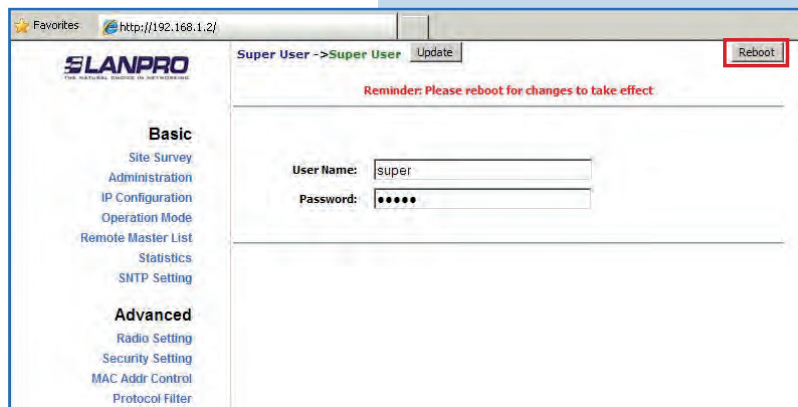 Favorites
http://192.168.1.2/
LANPRO
THE NATURAL CHOICE IN NETWORKING
Super User ->Super User Update Reboot
Reminder: Please reboot for changes to take effect
User Name: super
Password: •••••
Basic
Site Survey
Administration
IP Configuration
Operation Mode
Remote Master List
Statistics
SNTP Setting
Advanced
Radio Setting
Security Setting
MAC Addr Control
Protocol Filter